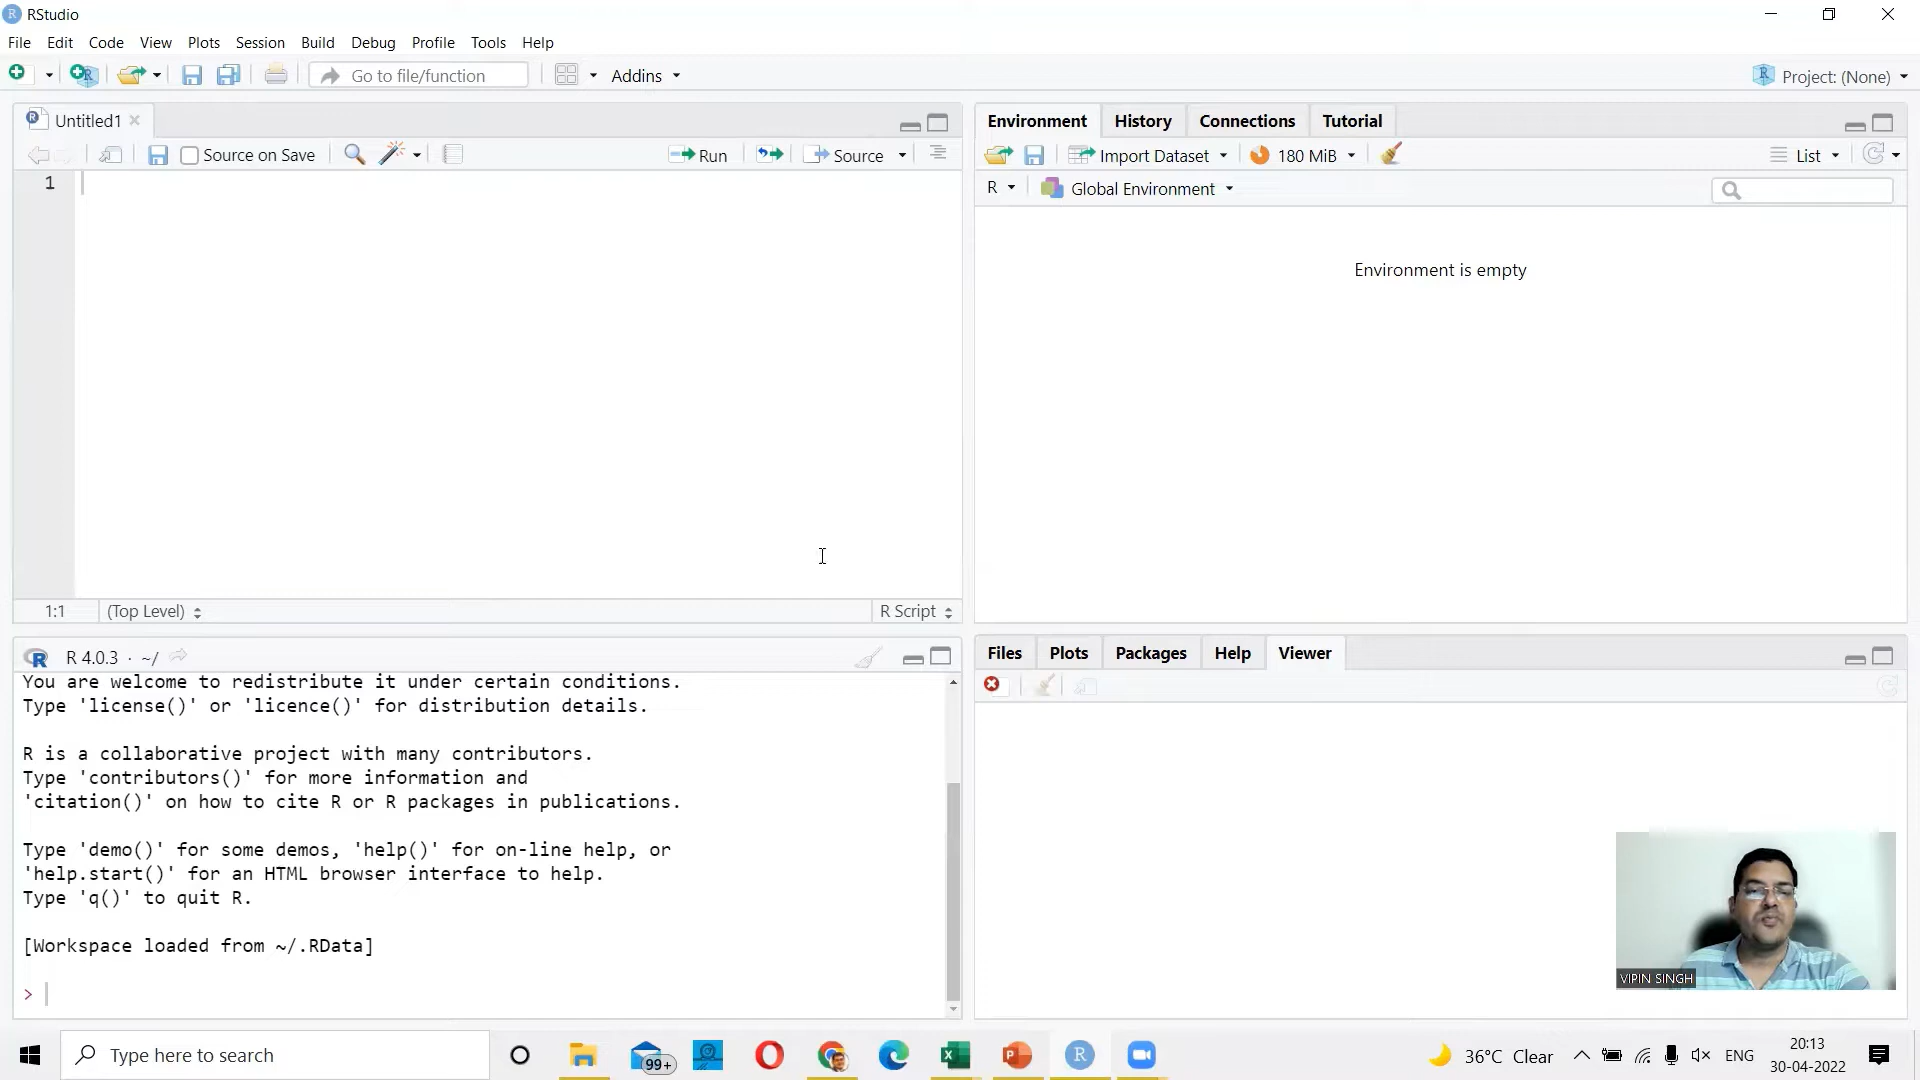 RStudio
File Edit Code View Plots Session Build Debug Profile Tools Help
Go to file/function Addins Project: (None)
Untitled1
Source on Save Run Source
1
1:1 (Top Level) R Script
Environment History Connections Tutorial
Import Dataset 180 MiB List
R Global Environment
Environment is empty
R 4.0.3 · ~/
You are welcome to redistribute it under certain conditions.
Type 'license()' or 'licence()' for distribution details.
R is a collaborative project with many contributors.
Type 'contributors()' for more information and
'citation()' on how to cite R or R packages in publications.
Type 'demo()' for some demos, 'help()' for on-line help, or
'help.start()' for an HTML browser interface to help.
Type 'q()' to quit R.
[Workspace loaded from ~/.RData]
>
Files Plots Packages Help Viewer
VIPIN SINGH
Type here to search 99+ 36°C Clear ENG 20:13
30-04-2022